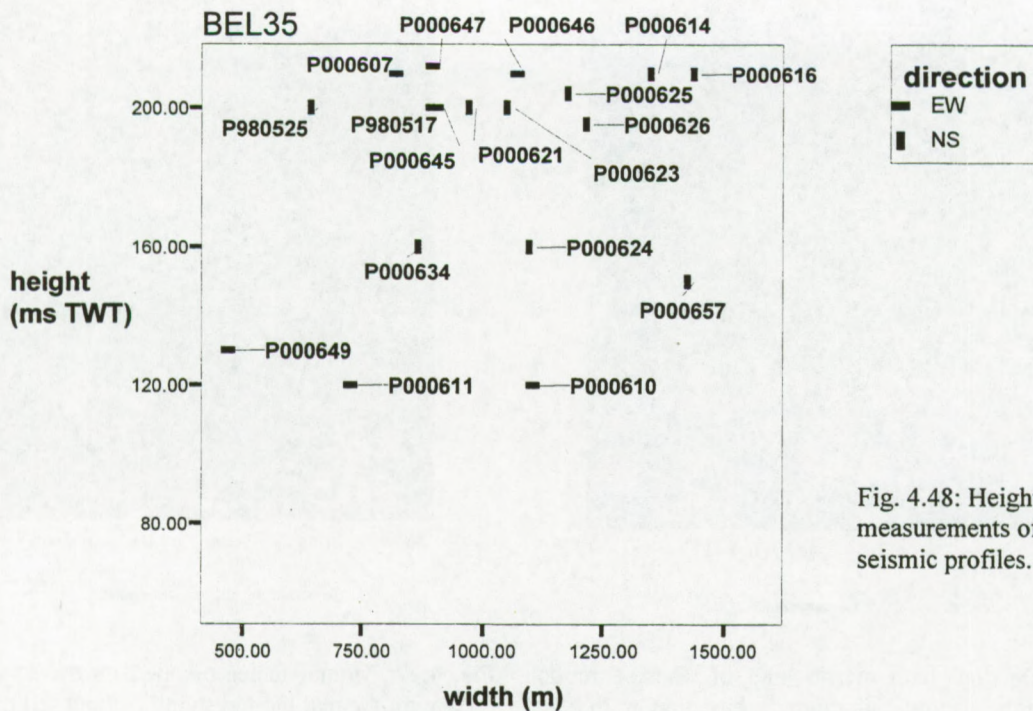 BEL35
P000647 P000646 P000614
P000607
P000616
P000625
P980525
P980517
P000626
P000645
P000621
P000623
P000634
P000624
P000657
P000649
P000611
P000610
200.00
160.00
120.00
80.00
height
(ms TWT)
500.00 750.00 1000.00 1250.00 1500.00
width (m)
direction
EW
NS
Fig. 4.48: Heigh
measurements o
seismic profiles.